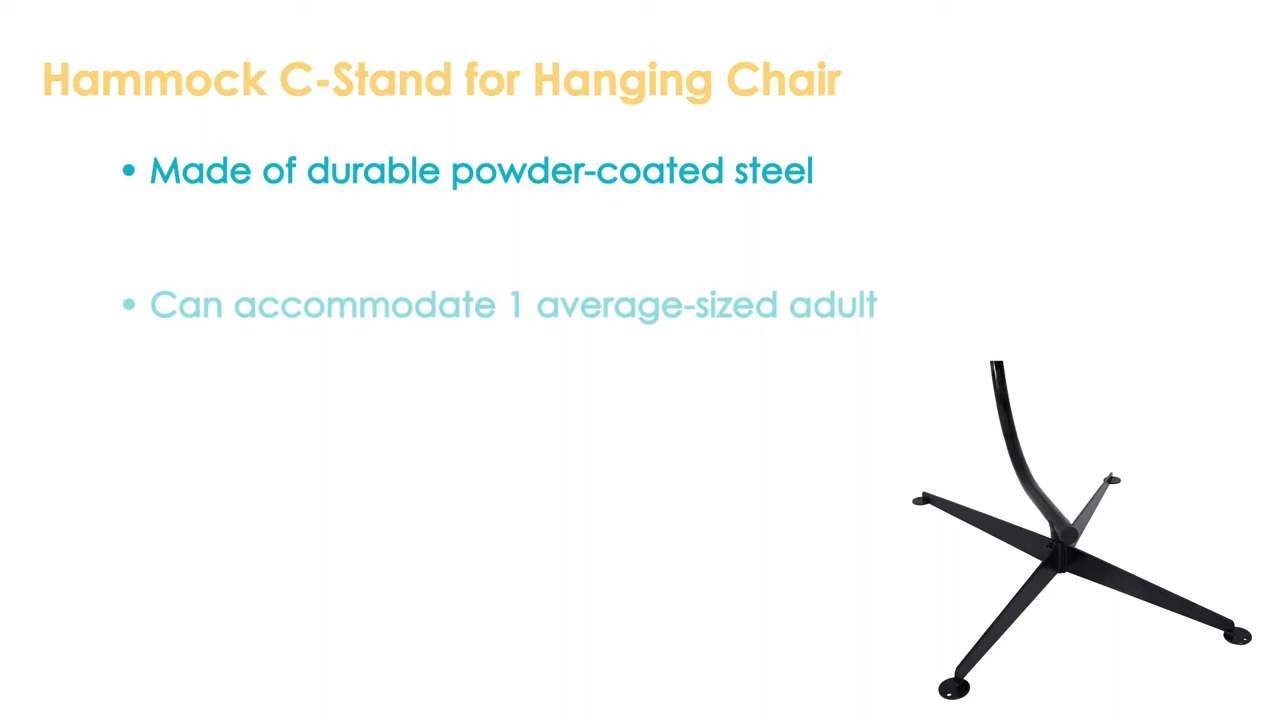 Hammock C-Stand for Hanging Chair
• Made of durable powder-coated steel
• Can accommodate 1 average-sized adult